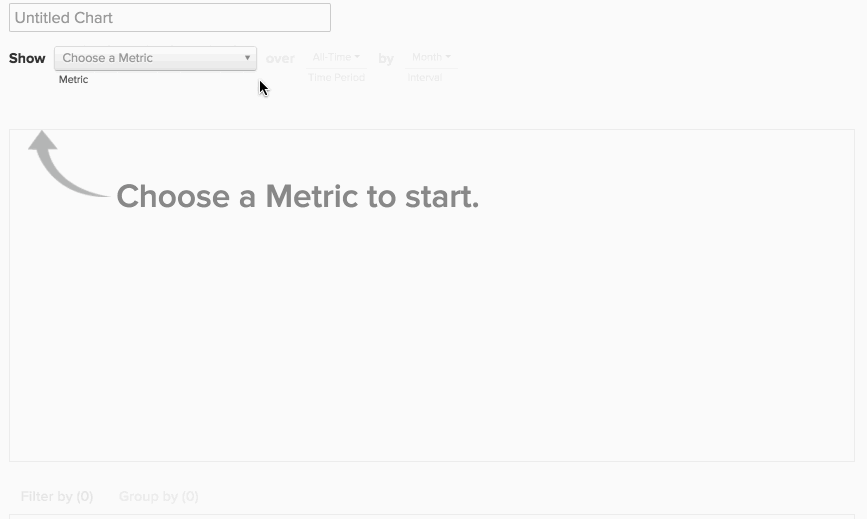 Untitled Chart
Show Choose a Metric over All-Time by Month
Metric Time Period Interval
Choose a Metric to start.
Filter by (0) Group by (0)